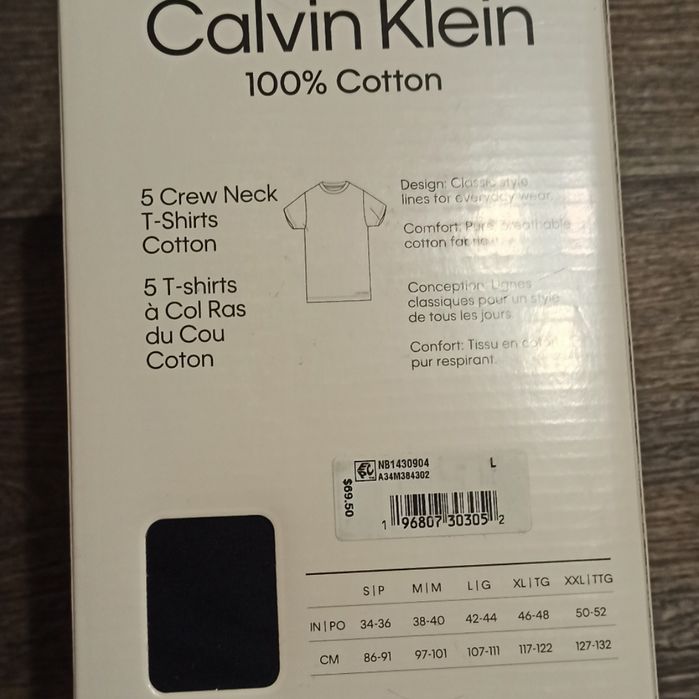 Calvin Klein
100% Cotton
5 Crew Neck
T-Shirts
Cotton
5 T-shirts
à Col Ras
du Cou
Coton
Design: Classic style
lines for everyday wear.
Comfort: Pure breathable
cotton fabric.
Conception: Lignes
classiques pour un style
de tous les jours.
Confort: Tissu en coton
pur respirant.
NB1430904 L
A34M384302
$69.50
1 96807 30305 2
S|P M|M L|G XL|TG XXL|TTG
IN|PO 34-36 38-40 42-44 46-48 50-52
CM 86-91 97-101 107-111 117-122 127-132